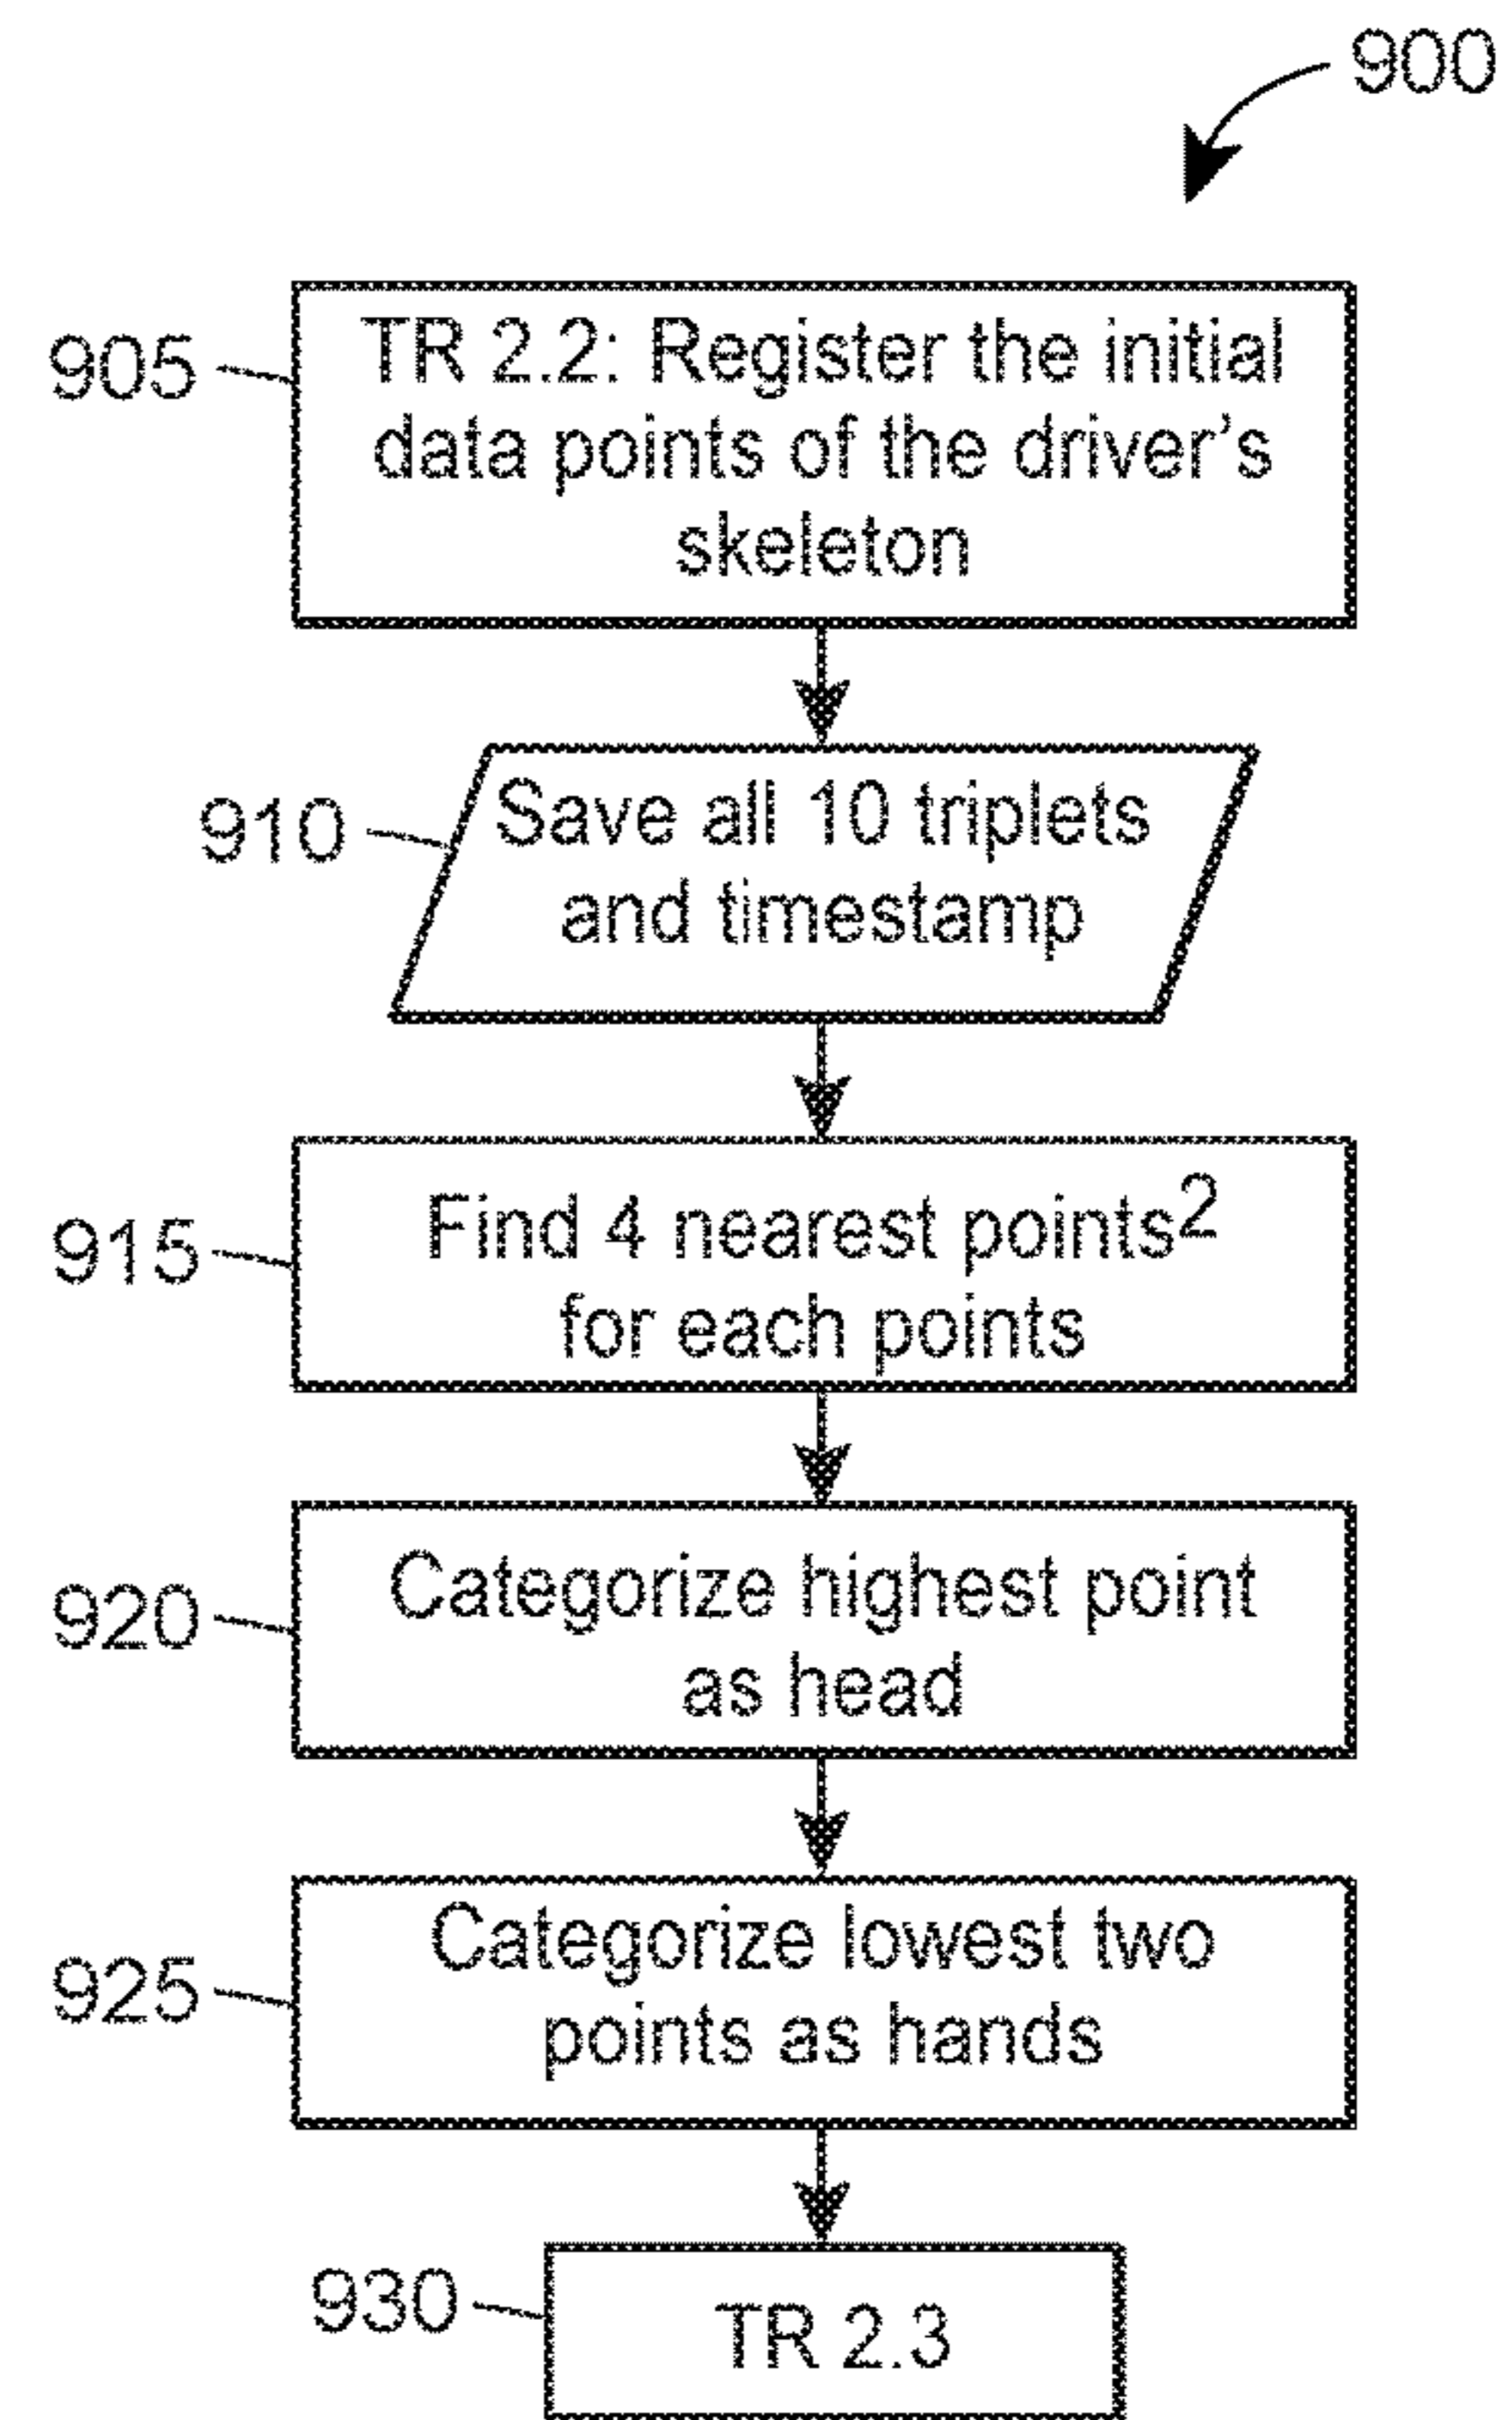 900
905
TR 2.2: Register the initial
data points of the driver's
skeleton
910
Save all 10 triplets
and timestamp
915
Find 4 nearest points2
for each points
920
Categorize highest point
as head
925
Categorize lowest two
points as hands
930
TR 2.3